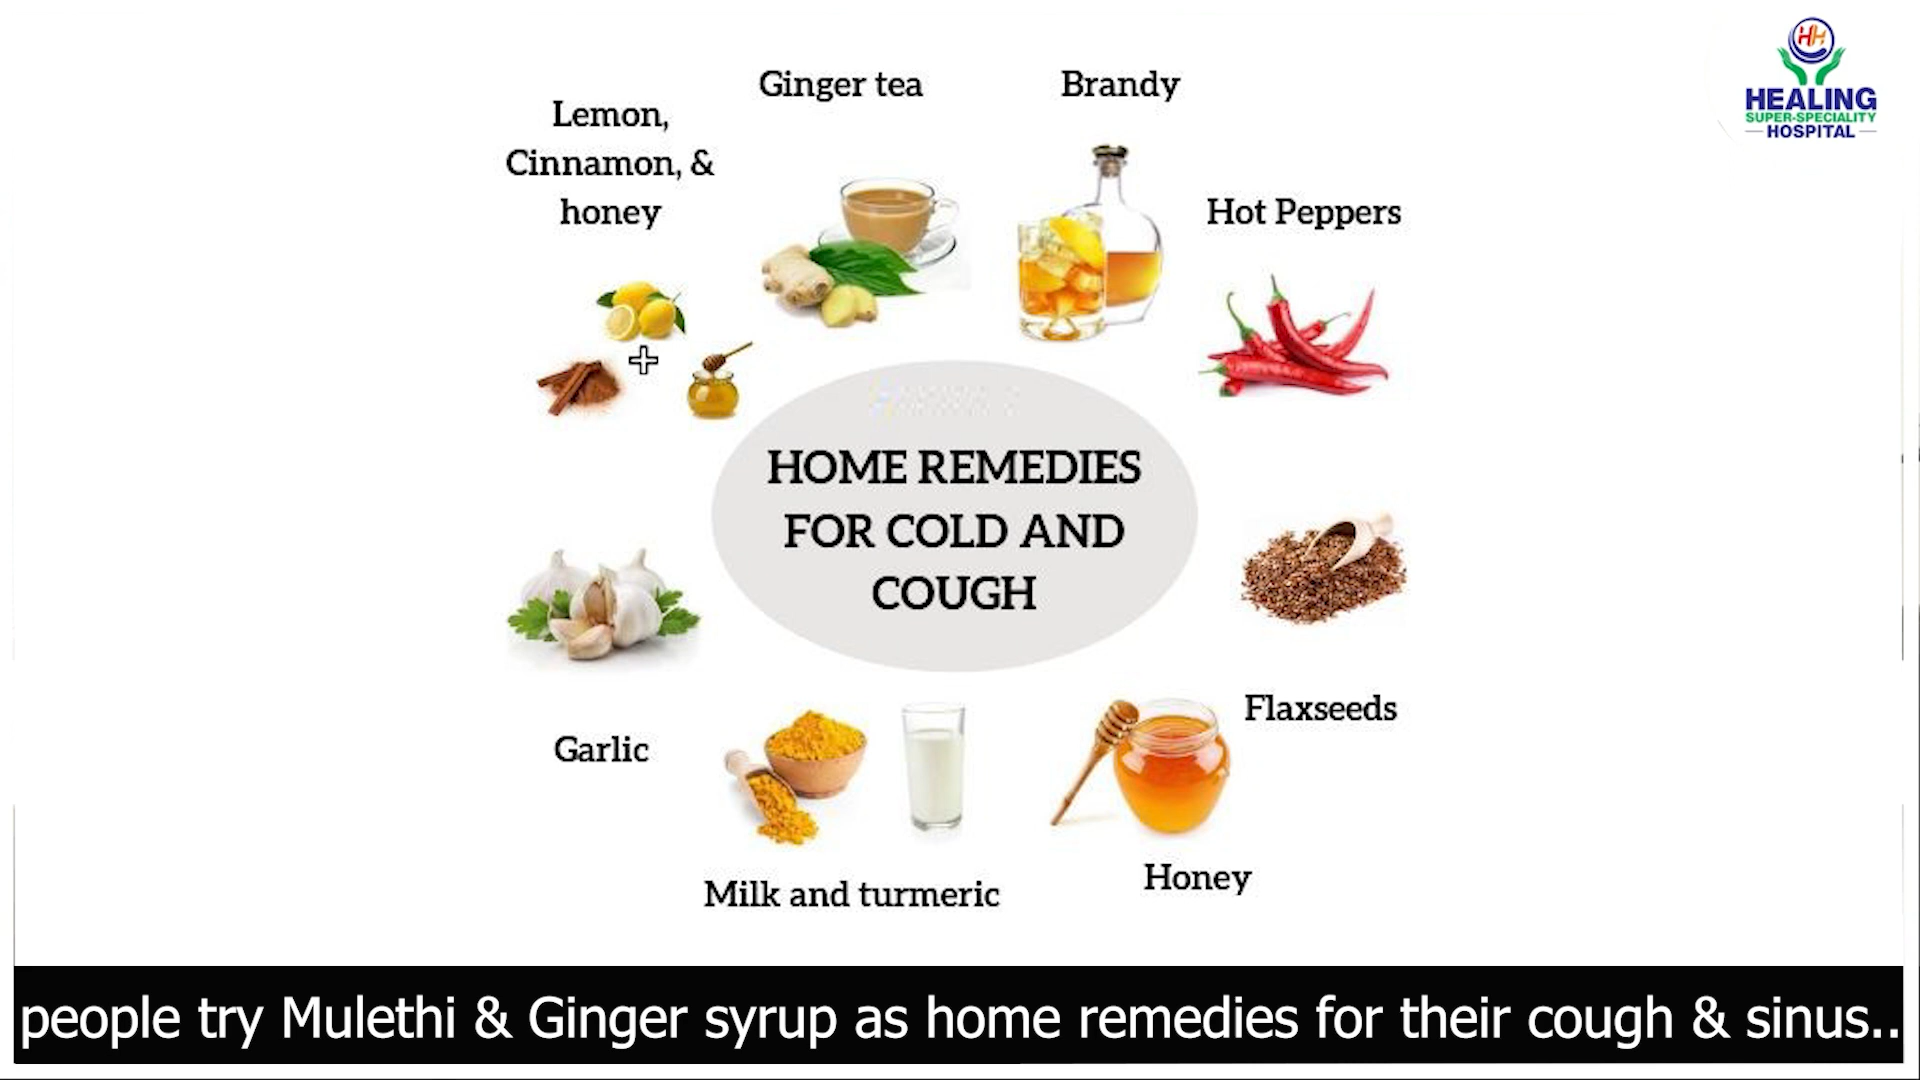 Ginger tea
Brandy
HH
HEALING
SUPER-SPECIALITY
HOSPITAL
Lemon,
Cinnamon, &
honey
Hot Peppers
HOME REMEDIES
FOR COLD AND
COUGH
Flaxseeds
Garlic
Honey
Milk and turmeric
people try Mulethi & Ginger syrup as home remedies for their cough & sinus..